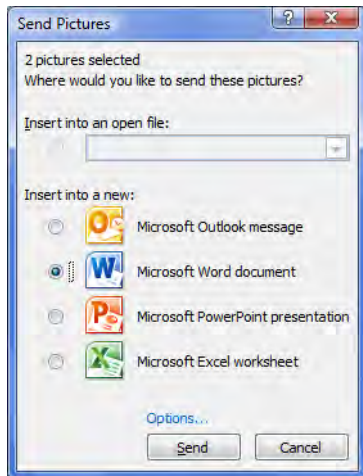 Send Pictures
2 pictures selected
Where would you like to send these pictures?
Insert into an open file:
Insert into a new:
Microsoft Outlook message
Microsoft Word document
Microsoft PowerPoint presentation
Microsoft Excel worksheet
Options...
Send Cancel